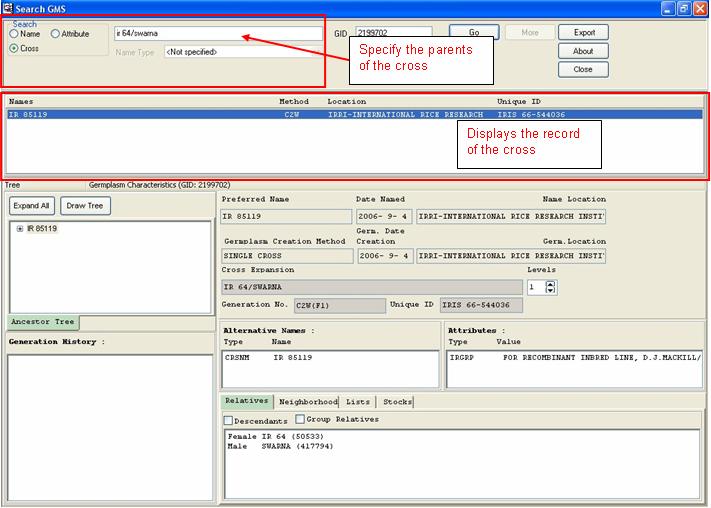 Search GMS
Search
Name Attribute
Cross
ir 64/swarna
Name Type <Not specified>
GID 2199702
Go More Export
About
Close
Specify the parents
of the cross
Names Method Location Unique ID
IR 85119 C2W IRRI-INTERNATIONAL RICE RESEARCH IRIS 66-544036
Displays the record
of the cross
Tree Germplasm Characteristics (GID: 2199702)
Expand All Draw Tree
IR 85119
Ancestor Tree
Generation History :
Preferred Name Date Named Name Location
IR 85119 2006- 9- 4 IRRI-INTERNATIONAL RICE RESEARCH INSTI
Germ. Date
Germplasm Creation Method Creation Germ.Location
SINGLE CROSS 2006- 9- 4 IRRI-INTERNATIONAL RICE RESEARCH INSTI
Cross Expansion Levels
IR 64/SWARNA 1
Generation No. C2W(F1) Unique ID IRIS 66-544036
Alternative Names :
Type Name
CRSNM IR 85119
Attributes :
Type Value
IRGRP FOR RECOMBINANT INBRED LINE, D.J.MACKILL/
Relatives Neighborhood Lists Stocks
Descendants Group Relatives
Female IR 64 (50533)
Male SWARNA (417794)